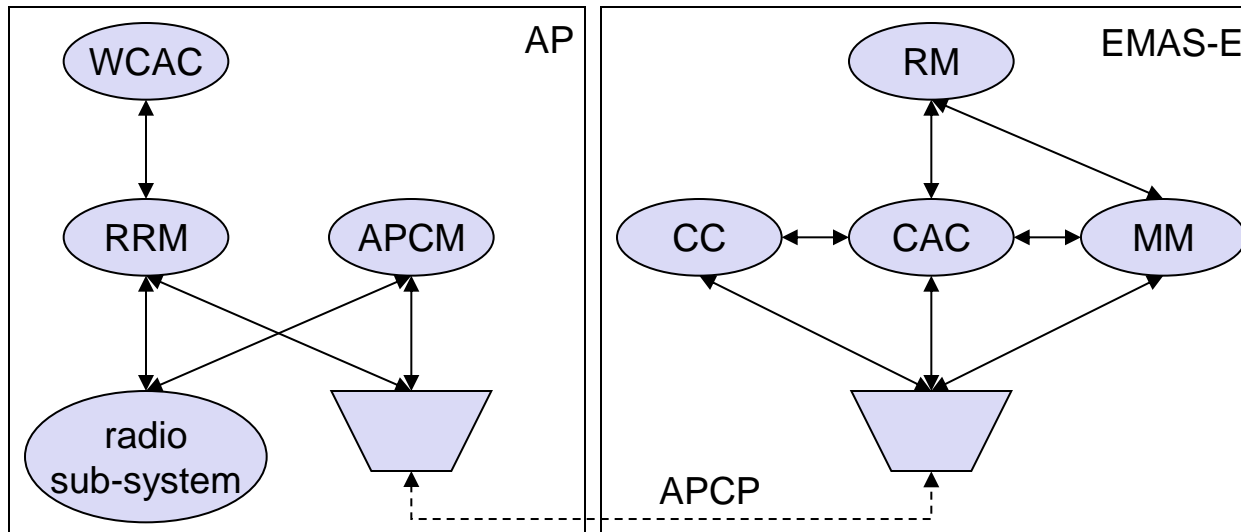 AP
WCAC
RRM
APCM
radio
sub-system
EMAS-E
RM
CC
CAC
MM
APCP